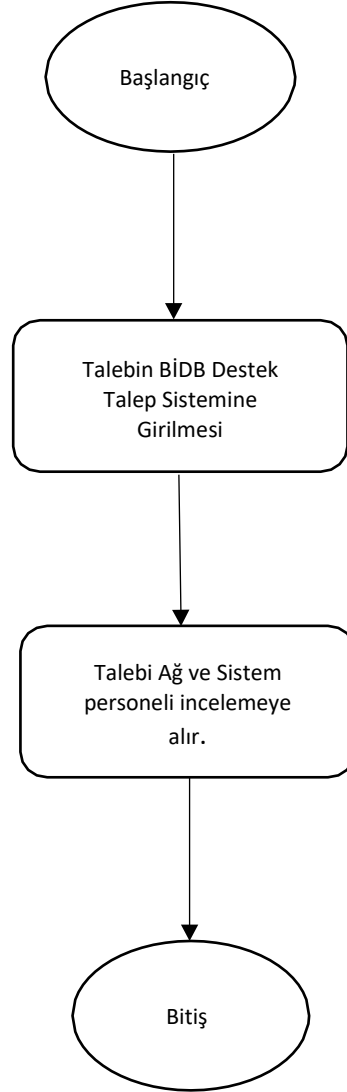 Başlangıç
Talebin BİDB Destek
Talep Sistemine
Girilmesi
Talebi Ağ ve Sistem
personeli incelemeye
alır.
Bitiş